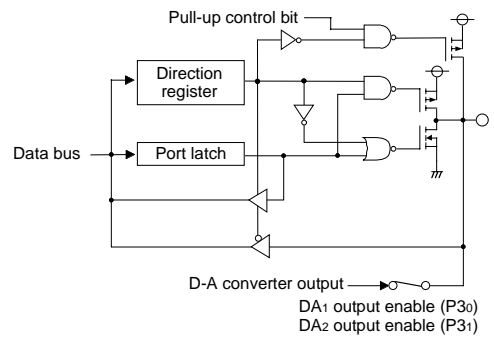 Pull-up control bit
Direction
register
Data bus
Port latch
D-A converter output
DA1 output enable (P30)
DA2 output enable (P31)